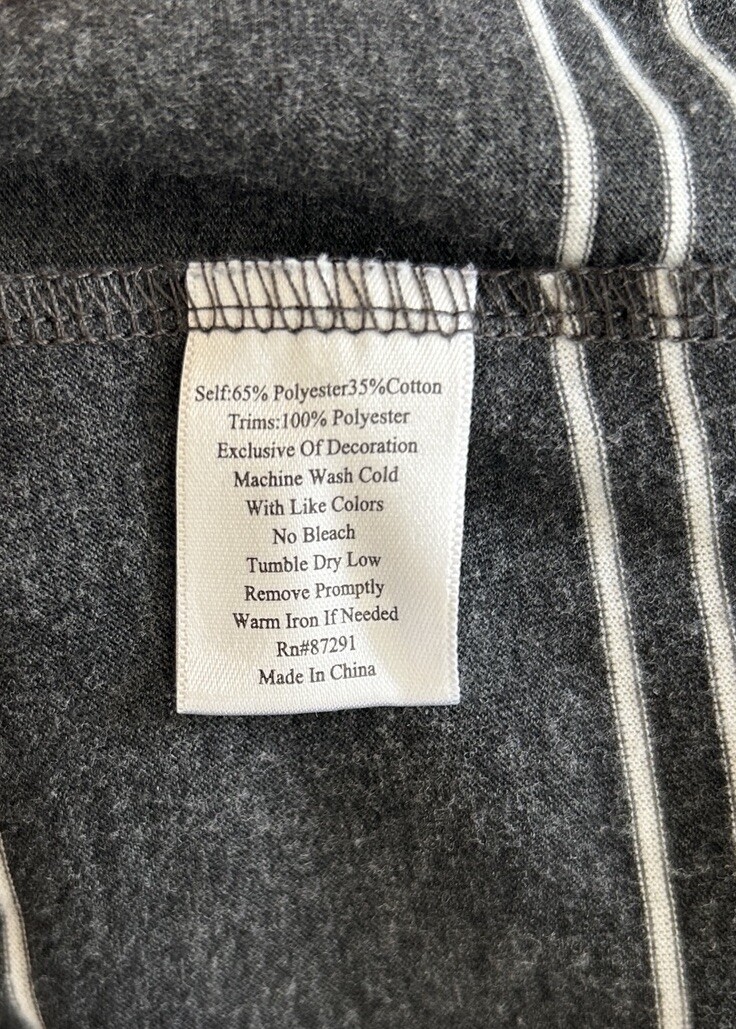 Self:65% Polyester35%Cotton
Trims:100% Polyester
Exclusive Of Decoration
Machine Wash Cold
With Like Colors
No Bleach
Tumble Dry Low
Remove Promptly
Warm Iron If Needed
Rn#87291
Made In China